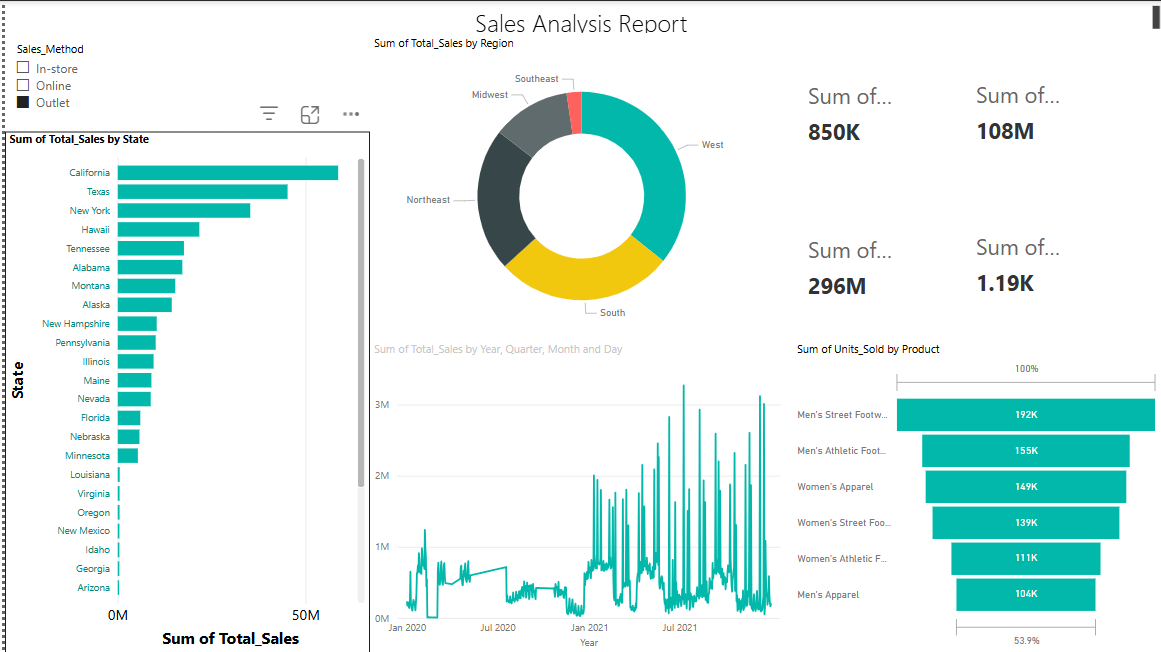 Sales Analysis Report
Sales_Method
In-store
Online
Outlet
Sum of Total_Sales by State
State
California
Texas
New York
Hawaii
Tennessee
Alabama
Montana
Alaska
New Hampshire
Pennsylvania
Illinois
Maine
Nevada
Florida
Nebraska
Minnesota
Louisiana
Virginia
Oregon
New Mexico
Idaho
Georgia
Arizona
0M 50M
Sum of Total_Sales
Sum of Total_Sales by Region
Southeast
Midwest
West
Northeast
South
Sum of...
850K
Sum of...
108M
Sum of...
296M
Sum of...
1.19K
Sum of Total_Sales by Year, Quarter, Month and Day
3M
2M
1M
0M
Jan 2020 Jul 2020 Jan 2021 Jul 2021
Year
Sum of Units_Sold by Product
100%
Men's Street Footw... 192K
Men's Athletic Foot... 155K
Women's Apparel 149K
Women's Street Foo... 139K
Women's Athletic F... 111K
Men's Apparel 104K
53.9%